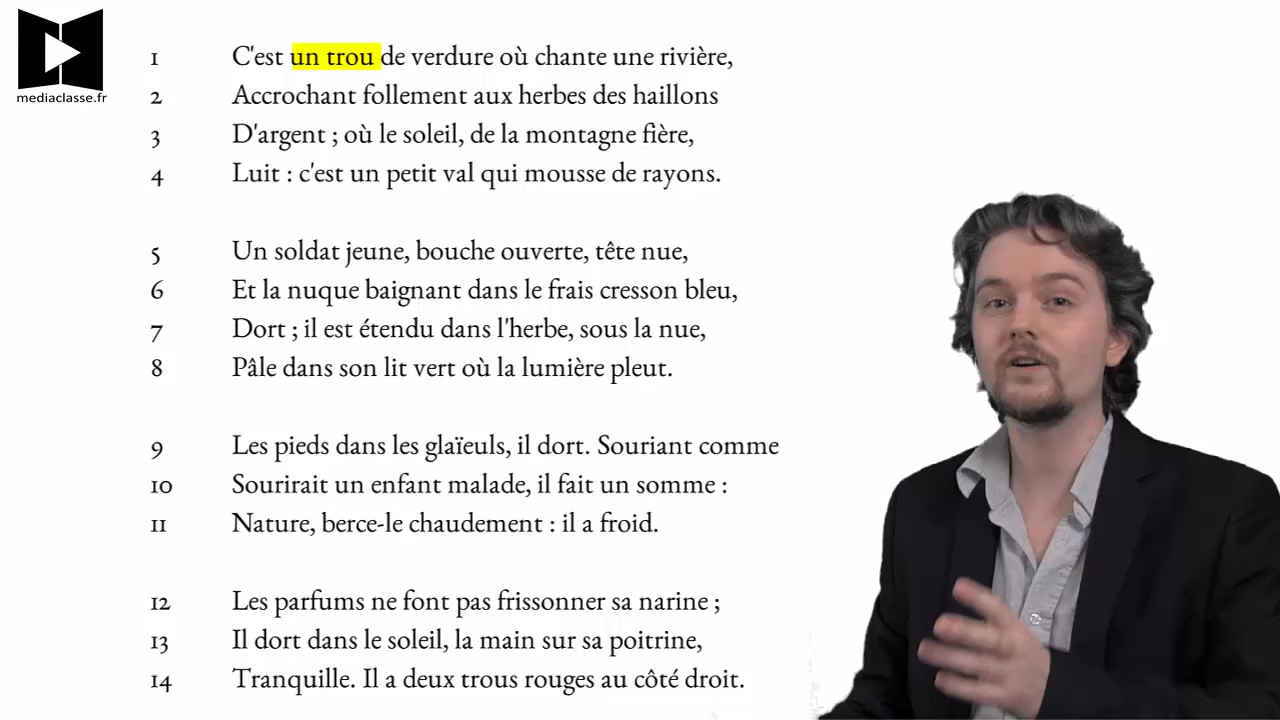 mediaclasse.fr
1 C'est un trou de verdure où chante une rivière,
2 Accrochant follement aux herbes des haillons
3 D'argent ; où le soleil, de la montagne fière,
4 Luit : c'est un petit val qui mousse de rayons.
5 Un soldat jeune, bouche ouverte, tête nue,
6 Et la nuque baignant dans le frais cresson bleu,
7 Dort ; il est étendu dans l'herbe, sous la nue,
8 Pâle dans son lit vert où la lumière pleut.
9 Les pieds dans les glaïeuls, il dort. Souriant comme
10 Sourirait un enfant malade, il fait un somme :
11 Nature, berce-le chaudement : il a froid.
12 Les parfums ne font pas frissonner sa narine ;
13 Il dort dans le soleil, la main sur sa poitrine,
14 Tranquille. Il a deux trous rouges au côté droit.